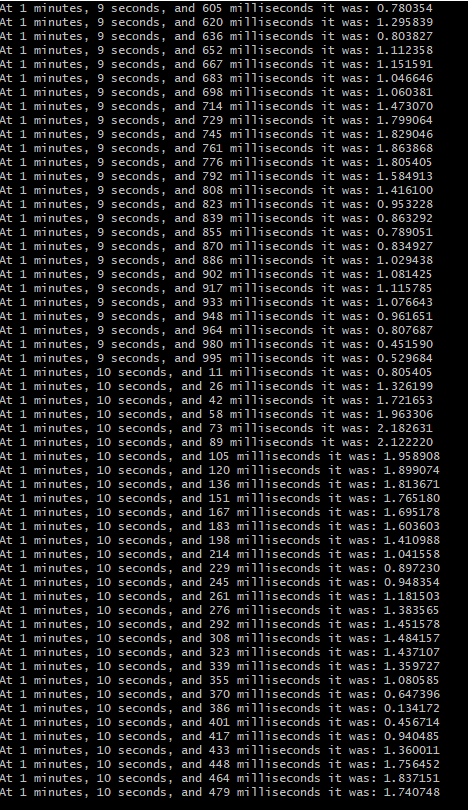 At 1 minutes, 9 seconds, and 605 milliseconds it was: 0.780354
At 1 minutes, 9 seconds, and 620 milliseconds it was: 1.295839
At 1 minutes, 9 seconds, and 636 milliseconds it was: 0.803827
At 1 minutes, 9 seconds, and 652 milliseconds it was: 1.112358
At 1 minutes, 9 seconds, and 667 milliseconds it was: 1.151591
At 1 minutes, 9 seconds, and 683 milliseconds it was: 1.046646
At 1 minutes, 9 seconds, and 698 milliseconds it was: 1.060381
At 1 minutes, 9 seconds, and 714 milliseconds it was: 1.473070
At 1 minutes, 9 seconds, and 729 milliseconds it was: 1.799064
At 1 minutes, 9 seconds, and 745 milliseconds it was: 1.829046
At 1 minutes, 9 seconds, and 761 milliseconds it was: 1.863868
At 1 minutes, 9 seconds, and 776 milliseconds it was: 1.805405
At 1 minutes, 9 seconds, and 792 milliseconds it was: 1.584913
At 1 minutes, 9 seconds, and 808 milliseconds it was: 1.416100
At 1 minutes, 9 seconds, and 823 milliseconds it was: 0.953228
At 1 minutes, 9 seconds, and 839 milliseconds it was: 0.863292
At 1 minutes, 9 seconds, and 855 milliseconds it was: 0.789051
At 1 minutes, 9 seconds, and 870 milliseconds it was: 0.834927
At 1 minutes, 9 seconds, and 886 milliseconds it was: 1.029438
At 1 minutes, 9 seconds, and 902 milliseconds it was: 1.081425
At 1 minutes, 9 seconds, and 917 milliseconds it was: 1.115785
At 1 minutes, 9 seconds, and 933 milliseconds it was: 1.076643
At 1 minutes, 9 seconds, and 948 milliseconds it was: 0.961651
At 1 minutes, 9 seconds, and 964 milliseconds it was: 0.807687
At 1 minutes, 9 seconds, and 980 milliseconds it was: 0.451590
At 1 minutes, 9 seconds, and 995 milliseconds it was: 0.529684
At 1 minutes, 10 seconds, and 11 milliseconds it was: 0.805405
At 1 minutes, 10 seconds, and 26 milliseconds it was: 1.326199
At 1 minutes, 10 seconds, and 42 milliseconds it was: 1.721653
At 1 minutes, 10 seconds, and 58 milliseconds it was: 1.963306
At 1 minutes, 10 seconds, and 73 milliseconds it was: 2.182631
At 1 minutes, 10 seconds, and 89 milliseconds it was: 2.122220
At 1 minutes, 10 seconds, and 105 milliseconds it was: 1.958908
At 1 minutes, 10 seconds, and 120 milliseconds it was: 1.899074
At 1 minutes, 10 seconds, and 136 milliseconds it was: 1.813671
At 1 minutes, 10 seconds, and 151 milliseconds it was: 1.765180
At 1 minutes, 10 seconds, and 167 milliseconds it was: 1.695178
At 1 minutes, 10 seconds, and 183 milliseconds it was: 1.603603
At 1 minutes, 10 seconds, and 198 milliseconds it was: 1.410988
At 1 minutes, 10 seconds, and 214 milliseconds it was: 1.041558
At 1 minutes, 10 seconds, and 229 milliseconds it was: 0.897230
At 1 minutes, 10 seconds, and 245 milliseconds it was: 0.948354
At 1 minutes, 10 seconds, and 261 milliseconds it was: 1.181503
At 1 minutes, 10 seconds, and 276 milliseconds it was: 1.383565
At 1 minutes, 10 seconds, and 292 milliseconds it was: 1.451578
At 1 minutes, 10 seconds, and 308 milliseconds it was: 1.484157
At 1 minutes, 10 seconds, and 323 milliseconds it was: 1.437107
At 1 minutes, 10 seconds, and 339 milliseconds it was: 1.359727
At 1 minutes, 10 seconds, and 355 milliseconds it was: 1.080585
At 1 minutes, 10 seconds, and 370 milliseconds it was: 0.647396
At 1 minutes, 10 seconds, and 386 milliseconds it was: 0.134172
At 1 minutes, 10 seconds, and 401 milliseconds it was: 0.456714
At 1 minutes, 10 seconds, and 417 milliseconds it was: 0.940485
At 1 minutes, 10 seconds, and 433 milliseconds it was: 1.360011
At 1 minutes, 10 seconds, and 448 milliseconds it was: 1.756452
At 1 minutes, 10 seconds, and 464 milliseconds it was: 1.837151
At 1 minutes, 10 seconds, and 479 milliseconds it was: 1.740748